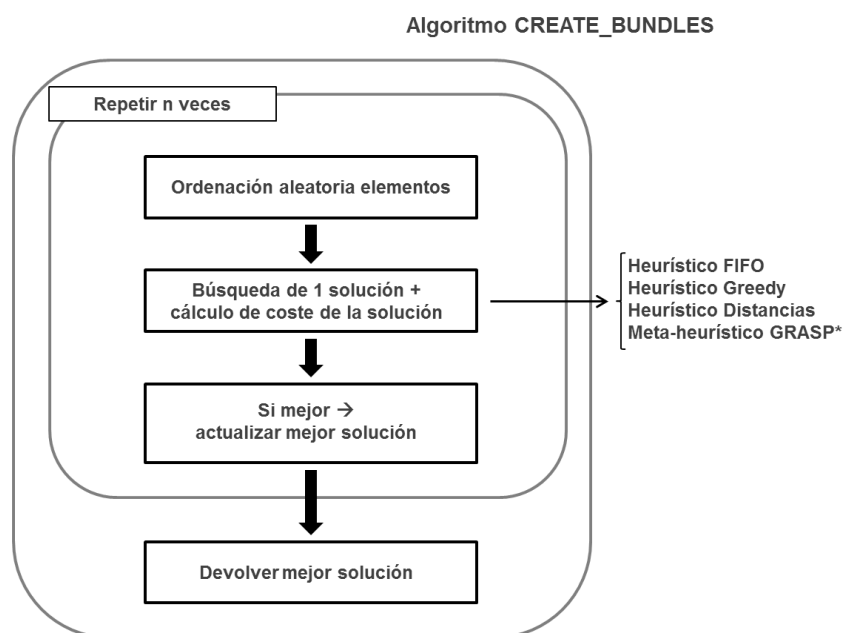 Algoritmo CREATE_BUNDLES
Repetir n veces
Ordenación aleatoria elementos
Búsqueda de 1 solución +
cálculo de coste de la solución
Heurístico FIFO
Heurístico Greedy
Heurístico Distancias
Meta-heurístico GRASP*
Si mejor →
actualizar mejor solución
Devolver mejor solución